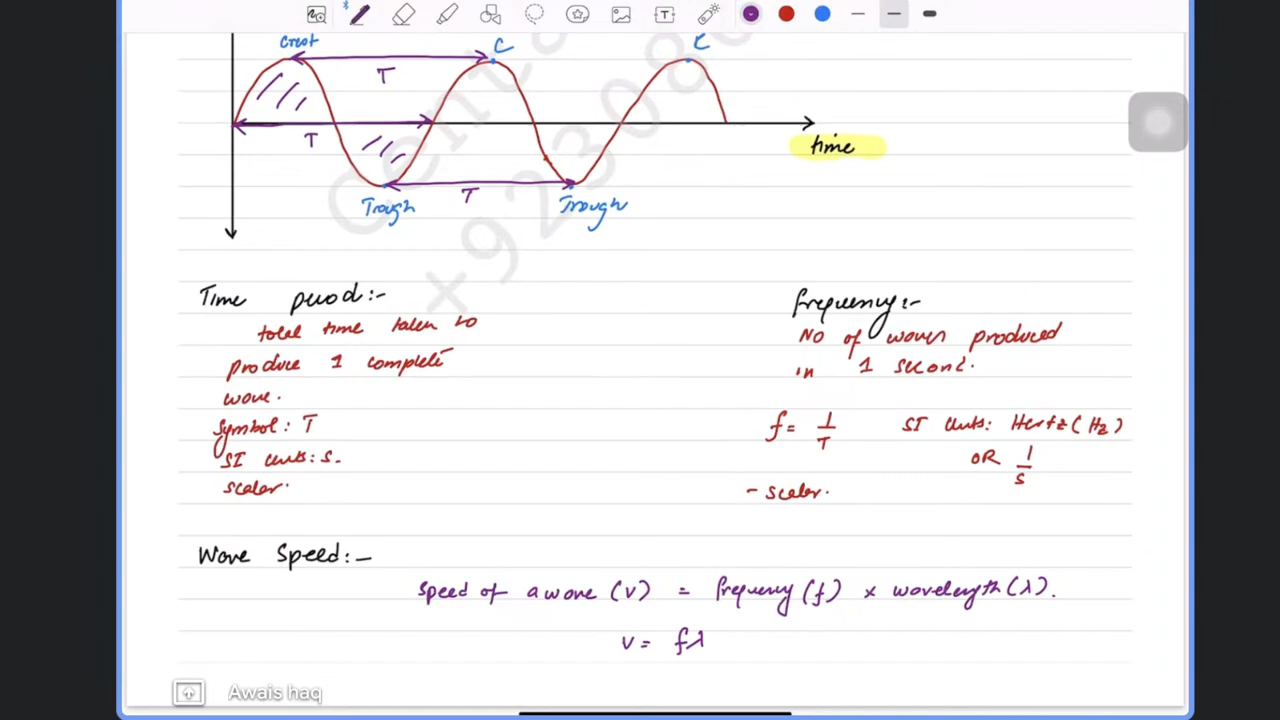 Crest
C
C
T
T
time
T
Trough
Trough
Centa
+923080
Time period:-
total time taken to
produce 1 complete
wave.
Symbol: T
SI units: s.
scalar.
frequency:-
No of waves produced
in 1 second.
f = 1/T SI units: Hertz (Hz)
OR 1/s
- scalar.
Wave Speed:-
Speed of a wave (v) = frequency (f) × wavelength (λ).
v = fλ
Awais haq